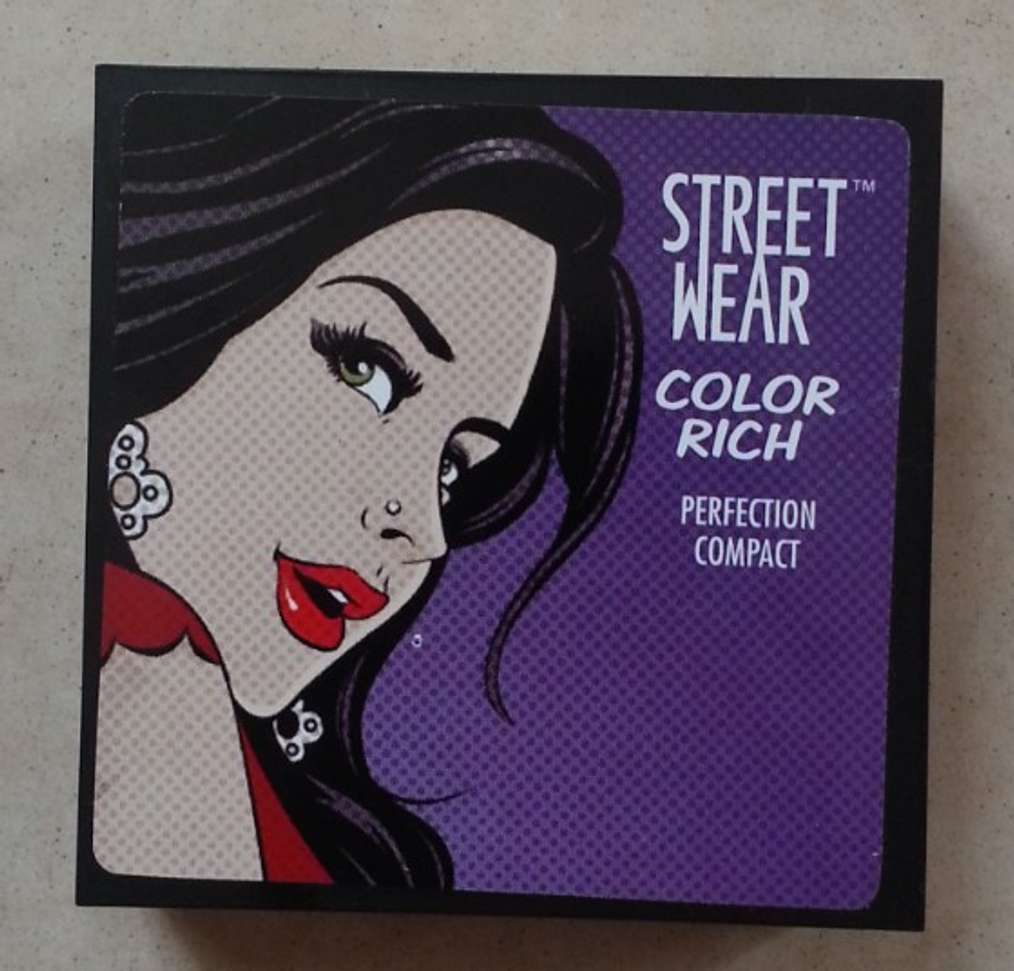 STREET™
WEAR
COLOR
RICH
PERFECTION
COMPACT